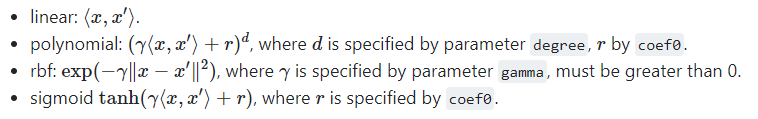 • linear: ⟨x, x′⟩.
• polynomial: (γ⟨x, x′⟩ + r)ᵈ, where d is specified by parameter degree, r by coef0.
• rbf: exp(−γ‖x − x′‖²), where γ is specified by parameter gamma, must be greater than 0.
• sigmoid tanh(γ⟨x, x′⟩ + r), where r is specified by coef0.